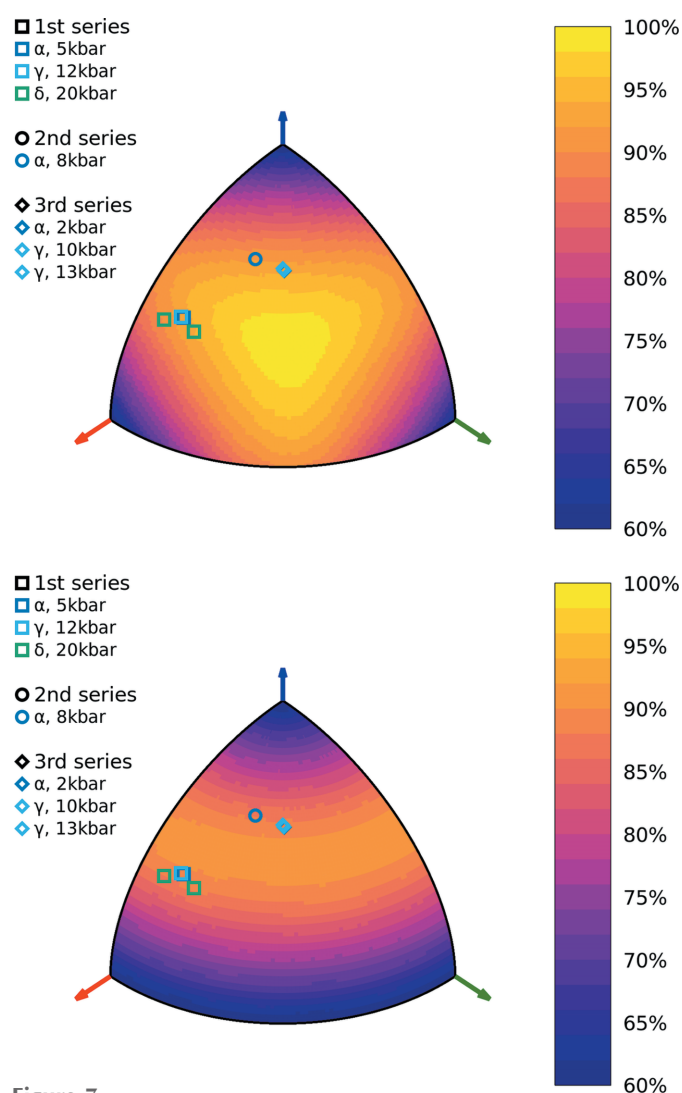 1st series
α, 5kbar
γ, 12kbar
δ, 20kbar
2nd series
α, 8kbar
3rd series
α, 2kbar
γ, 10kbar
γ, 13kbar
100%
95%
90%
85%
80%
75%
70%
65%
60%
1st series
α, 5kbar
γ, 12kbar
δ, 20kbar
2nd series
α, 8kbar
3rd series
α, 2kbar
γ, 10kbar
γ, 13kbar
100%
95%
90%
85%
80%
75%
70%
65%
60%
Figure 7